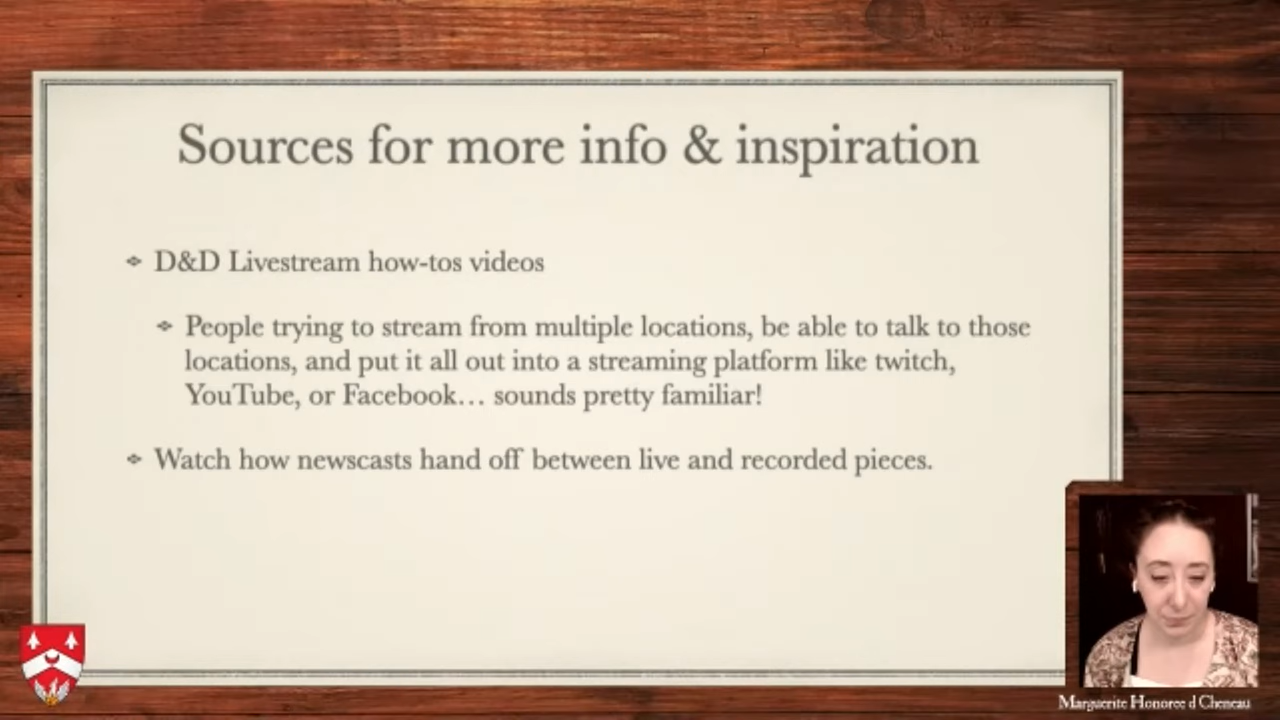 Sources for more info & inspiration
D&D Livestream how-tos videos
People trying to stream from multiple locations, be able to talk to those
locations, and put it all out into a streaming platform like twitch,
YouTube, or Facebook… sounds pretty familiar!
Watch how newscasts hand off between live and recorded pieces.
Marguerite Honoree d Cheneau